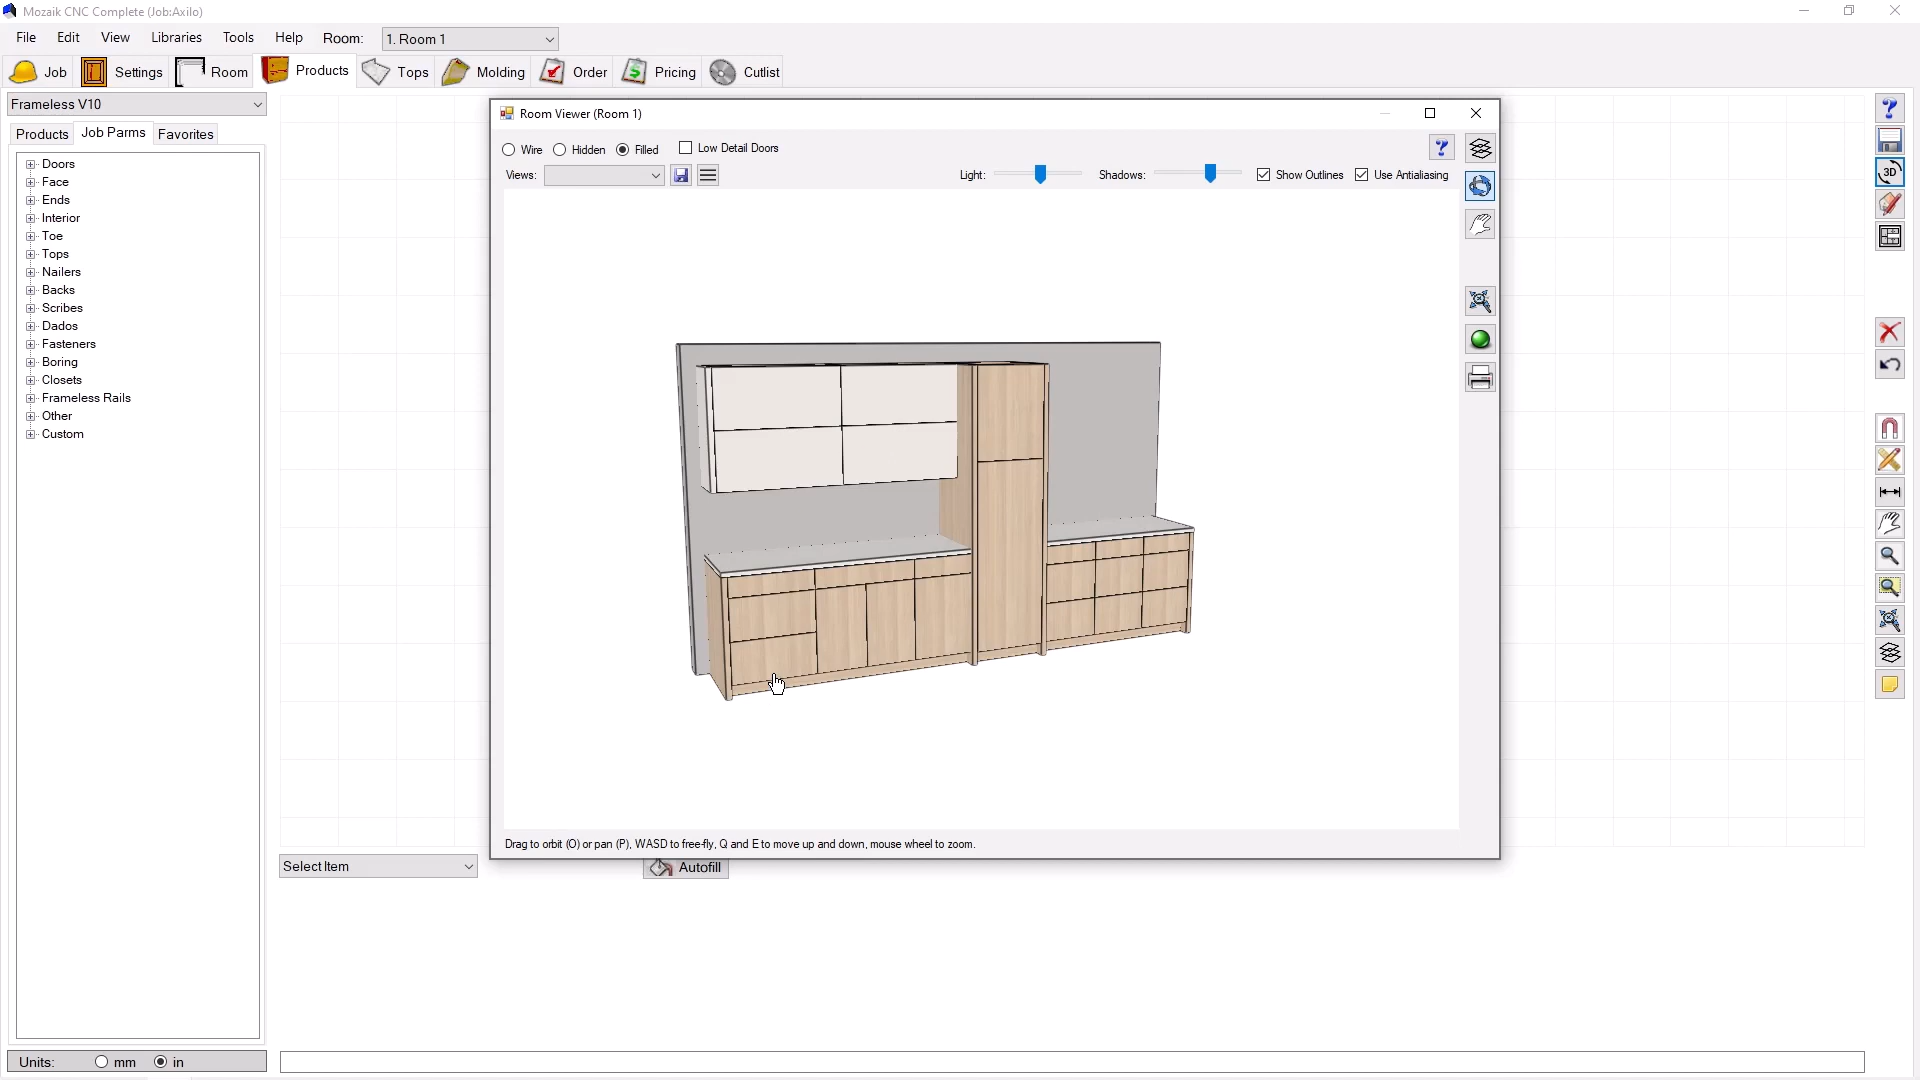 Mozaik CNC Complete (Job:Axilo)
File Edit View Libraries Tools Help Room: 1. Room 1
Job Settings Room Products Tops Molding Order Pricing Cutlist
Frameless V10
Products Job Parms Favorites
Doors
Face
Ends
Interior
Toe
Tops
Nailers
Backs
Scribes
Dados
Fasteners
Boring
Closets
Frameless Rails
Other
Custom
Room Viewer (Room 1)
Wire Hidden Filled Low Detail Doors
Views: Light: Shadows: Show Outlines Use Antialiasing
3D
Drag to orbit (O) or pan (P), WASD to free-fly, Q and E to move up and down, mouse wheel to zoom.
Select Item Autofill
Units: mm in